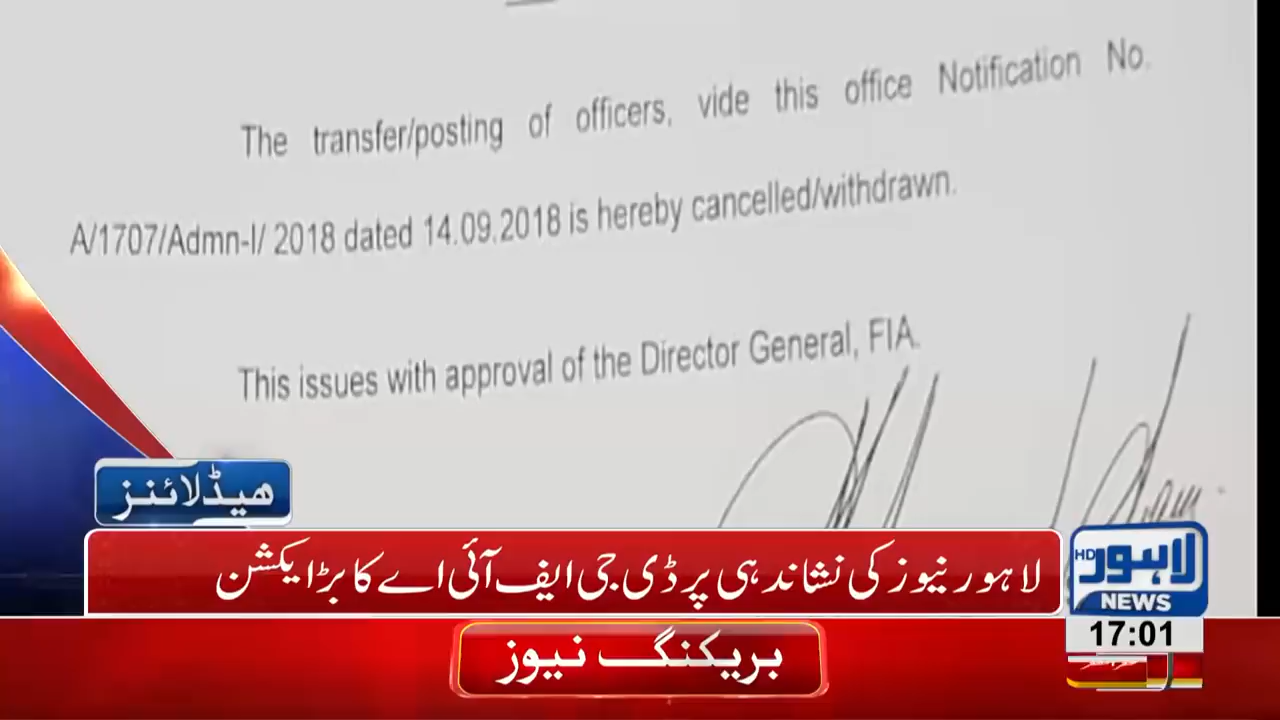 The transfer/posting of officers, vide this office Notification No.
A/1707/Admn-I/ 2018 dated 14.09.2018 is hereby cancelled/withdrawn.
This issues with approval of the Director General, FIA.
ھیڈلائنز
لاہور نیوز کی نشاندہی پر ڈی جی ایف آئی اے کا بڑا ایکشن
HD لاہور
NEWS
17:01
بریکنگ نیوز